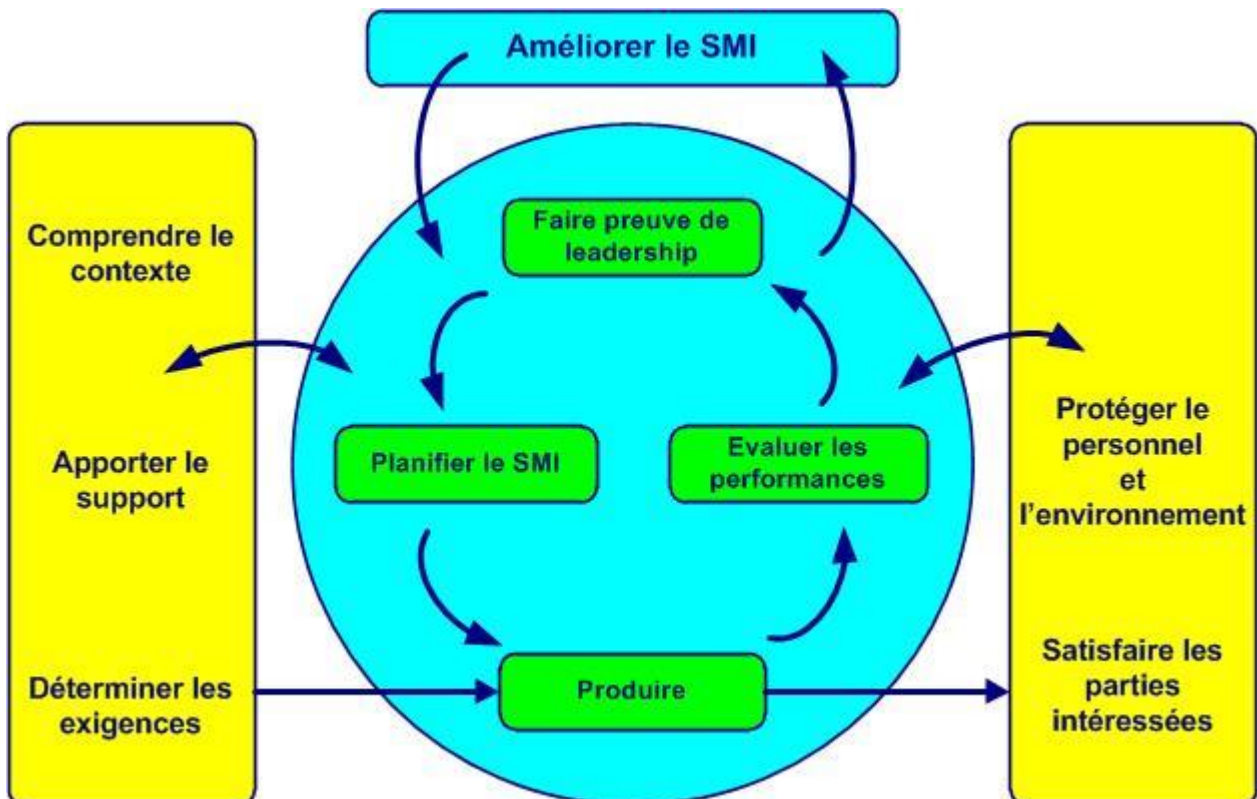 Améliorer le SMI
Comprendre le
contexte
Apporter le
support
Déterminer les
exigences
Faire preuve de
leadership
Planifier le SMI
Evaluer les
performances
Produire
Protéger le
personnel
et
l'environnement
Satisfaire les
parties
intéressées